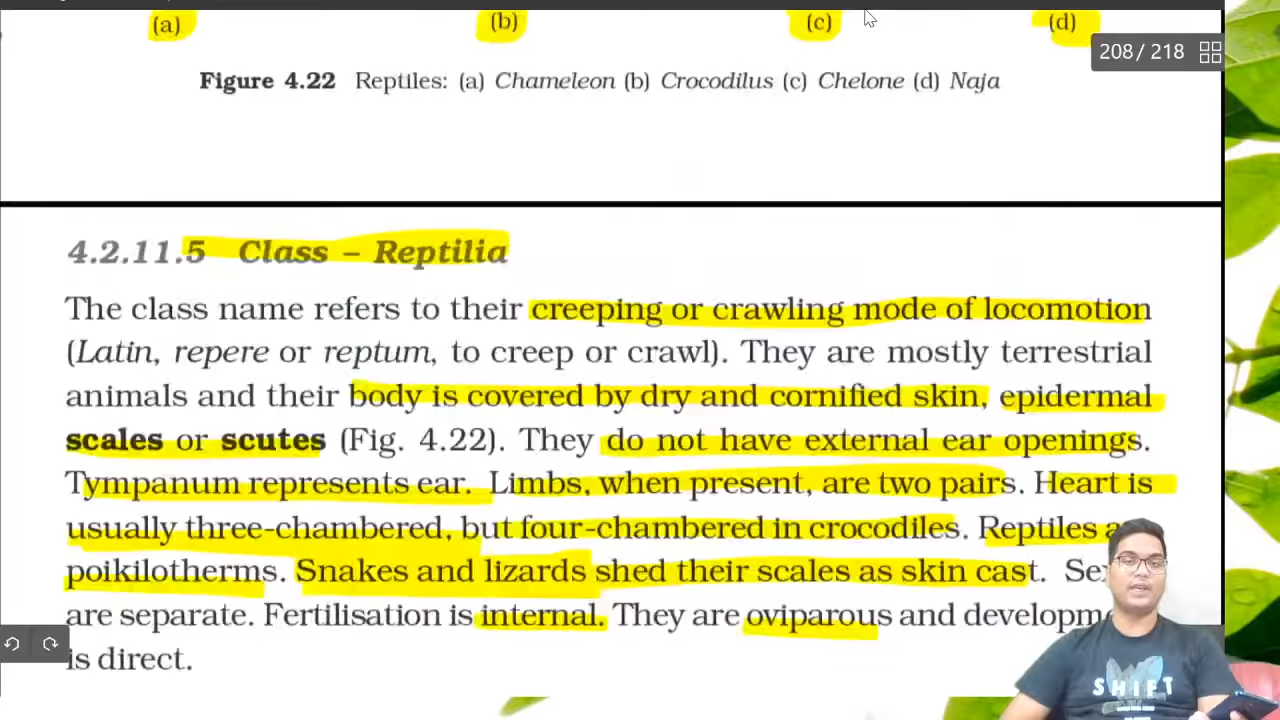 (a) (b) (c) (d)
208 / 218
Figure 4.22 Reptiles: (a) Chameleon (b) Crocodilus (c) Chelone (d) Naja
4.2.11.5 Class – Reptilia
The class name refers to their creeping or crawling mode of locomotion
(Latin, repere or reptum, to creep or crawl). They are mostly terrestrial
animals and their body is covered by dry and cornified skin, epidermal
scales or scutes (Fig. 4.22). They do not have external ear openings.
Tympanum represents ear. Limbs, when present, are two pairs. Heart is
usually three-chambered, but four-chambered in crocodiles. Reptiles
poikilotherms. Snakes and lizards shed their scales as skin cast.
are separate. Fertilisation is internal. They are oviparous and
is direct.
SHIFT